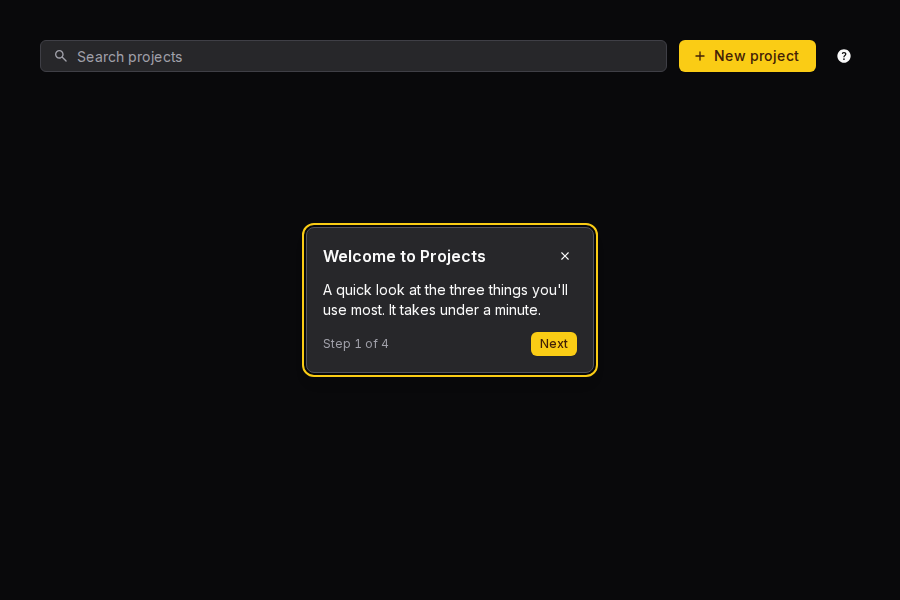 Search projects
New project
Welcome to Projects
A quick look at the three things you'll
use most. It takes under a minute.
Step 1 of 4
Next